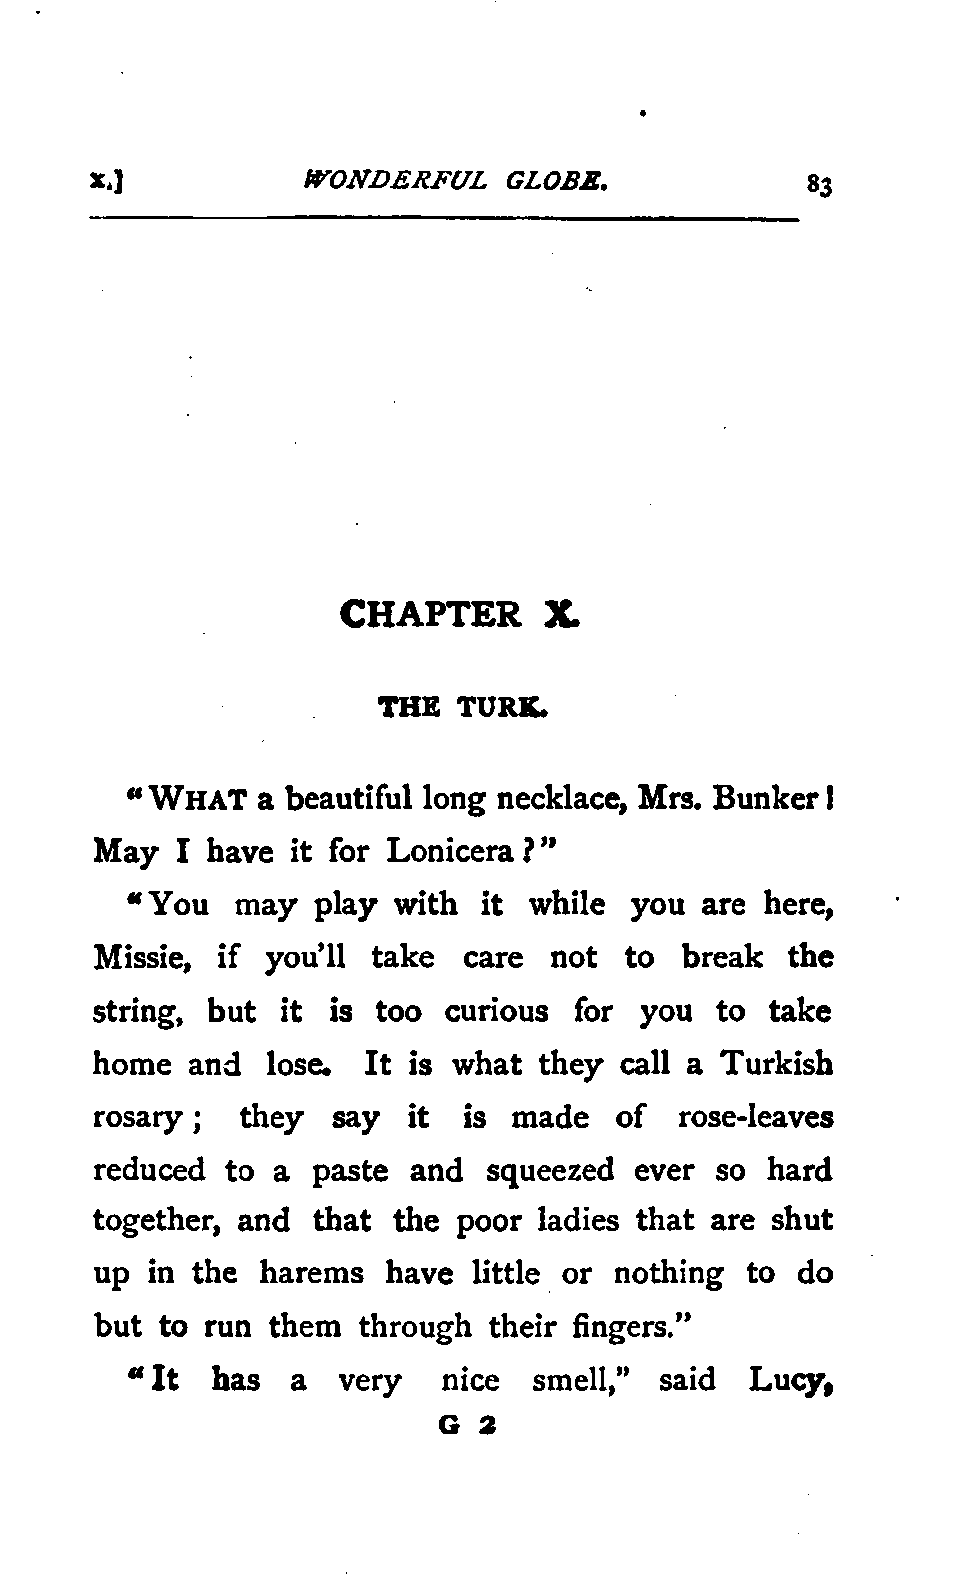 X.] WONDERFUL GLOBE. 83
CHAPTER X.
THE TURK.
"WHAT a beautiful long necklace, Mrs. Bunker!
May I have it for Lonicera?"
"You may play with it while you are here,
Missie, if you'll take care not to break the
string, but it is too curious for you to take
home and lose. It is what they call a Turkish
rosary; they say it is made of rose-leaves
reduced to a paste and squeezed ever so hard
together, and that the poor ladies that are shut
up in the harems have little or nothing to do
but to run them through their fingers."
"It has a very nice smell," said Lucy,
G 2